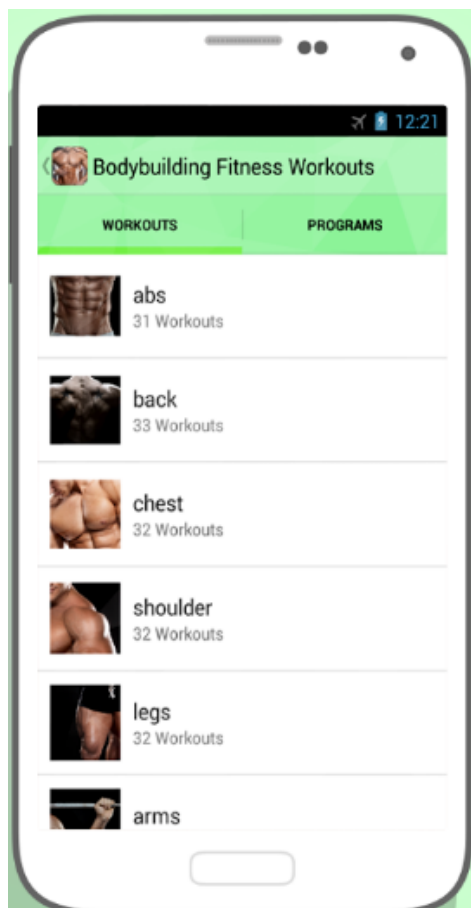 12:21
Bodybuilding Fitness Workouts
WORKOUTS PROGRAMS
abs
31 Workouts
back
33 Workouts
chest
32 Workouts
shoulder
32 Workouts
legs
32 Workouts
arms